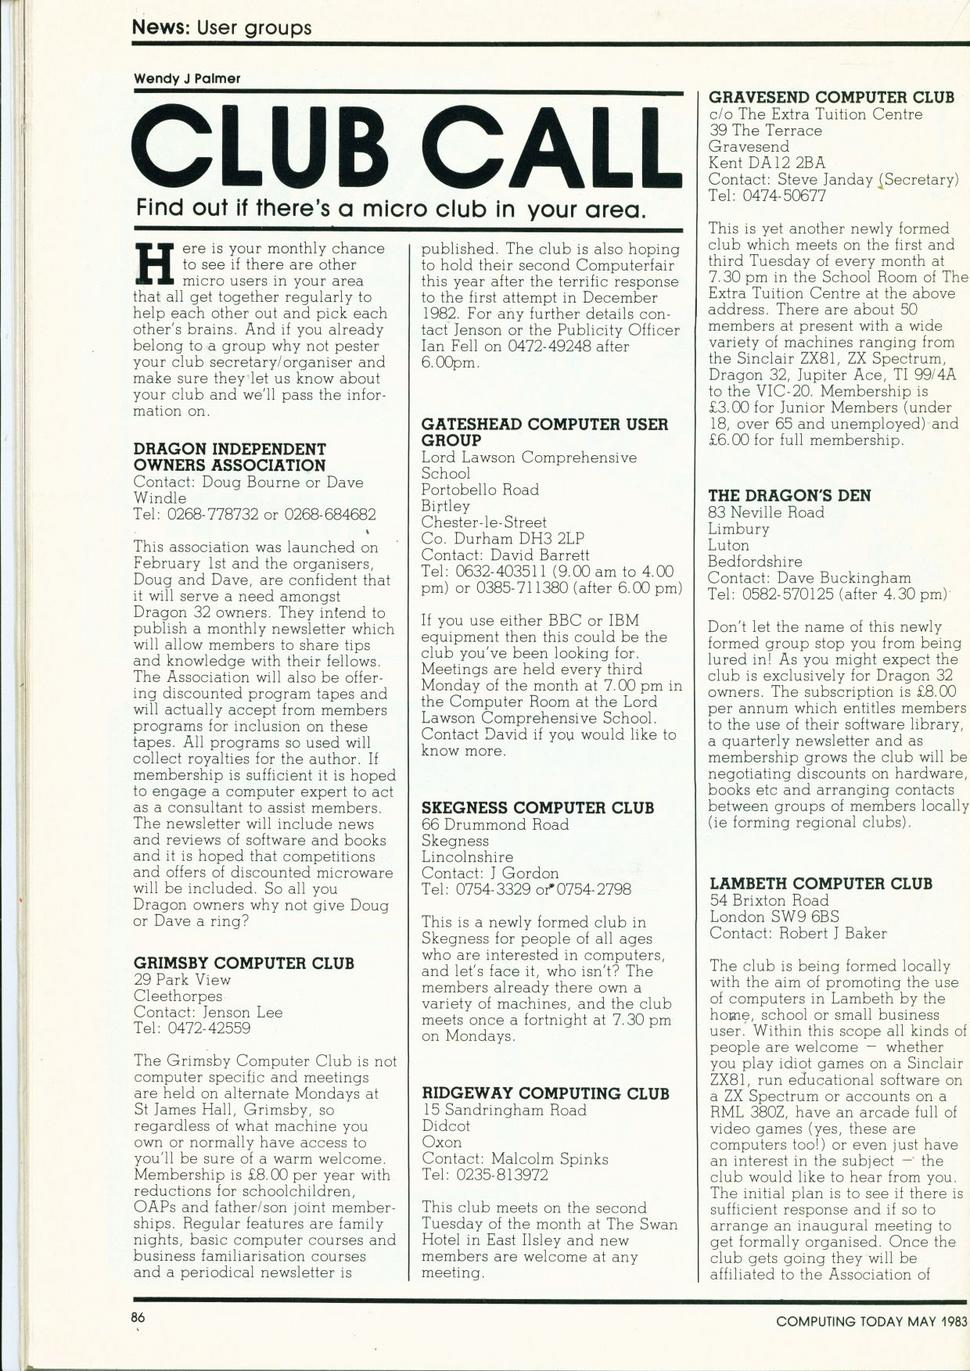 News: User groups
Wendy J Palmer
CLUB CALL
Find out if there's a micro club in your area.
Here is your monthly chance
to see if there are other
micro users in your area
that all get together regularly to
help each other out and pick each
other's brains. And if you already
belong to a group why not pester
your club secretary/organiser and
make sure they let us know about
your club and we'll pass the infor-
mation on.
DRAGON INDEPENDENT
OWNERS ASSOCIATION
Contact: Doug Bourne or Dave
Windle
Tel: 0268-778732 or 0268-684682
This association was launched on
February 1st and the organisers,
Doug and Dave, are confident that
it will serve a need amongst
Dragon 32 owners. They intend to
publish a monthly newsletter which
will allow members to share tips
and knowledge with their fellows.
The Association will also be offer-
ing discounted program tapes and
will actually accept from members
programs for inclusion on these
tapes. All programs so used will
collect royalties for the author. If
membership is sufficient it is hoped
to engage a computer expert to act
as a consultant to assist members.
The newsletter will include news
and reviews of software and books
and it is hoped that competitions
and offers of discounted microware
will be included. So all you
Dragon owners why not give Doug
or Dave a ring?
GRIMSBY COMPUTER CLUB
29 Park View
Cleethorpes
Contact: Jenson Lee
Tel: 0472-42559
The Grimsby Computer Club is not
computer specific and meetings
are held on alternate Mondays at
St James Hall, Grimsby, so
regardless of what machine you
own or normally have access to
you'll be sure of a warm welcome.
Membership is £8.00 per year with
reductions for schoolchildren,
OAPs and father/son joint member-
ships. Regular features are family
nights, basic computer courses and
business familiarisation courses
and a periodical newsletter is
published. The club is also hoping
to hold their second Computerfair
this year after the terrific response
to the first attempt in December
1982. For any further details con-
tact Jenson or the Publicity Officer
Ian Fell on 0472-49248 after
6.00pm.
GATESHEAD COMPUTER USER
GROUP
Lord Lawson Comprehensive
School
Portobello Road
Birtley
Chester-le-Street
Co. Durham DH3 2LP
Contact: David Barrett
Tel: 0632-403511 (9.00 am to 4.00
pm) or 0385-711380 (after 6.00 pm)
If you use either BBC or IBM
equipment then this could be the
club you've been looking for.
Meetings are held every third
Monday of the month at 7.00 pm in
the Computer Room at the Lord
Lawson Comprehensive School.
Contact David if you would like to
know more.
SKEGNESS COMPUTER CLUB
66 Drummond Road
Skegness
Lincolnshire
Contact: J Gordon
Tel: 0754-3329 or 0754-2798
This is a newly formed club in
Skegness for people of all ages
who are interested in computers,
and let's face it, who isn't? The
members already there own a
variety of machines, and the club
meets once a fortnight at 7.30 pm
on Mondays.
RIDGEWAY COMPUTING CLUB
15 Sandringham Road
Didcot
Oxon
Contact: Malcolm Spinks
Tel: 0235-813972
This club meets on the second
Tuesday of the month at The Swan
Hotel in East Ilsley and new
members are welcome at any
meeting.
GRAVESEND COMPUTER CLUB
c/o The Extra Tuition Centre
39 The Terrace
Gravesend
Kent DA12 2BA
Contact: Steve Janday (Secretary)
Tel: 0474-50677
This is yet another newly formed
club which meets on the first and
third Tuesday of every month at
7.30 pm in the School Room of The
Extra Tuition Centre at the above
address. There are about 50
members at present with a wide
variety of machines ranging from
the Sinclair ZX81, ZX Spectrum,
Dragon 32, Jupiter Ace, TI 99/4A
to the VIC-20. Membership is
£3.00 for Junior Members (under
18, over 65 and unemployed) and
£6.00 for full membership.
THE DRAGON'S DEN
83 Neville Road
Limbury
Luton
Bedfordshire
Contact: Dave Buckingham
Tel: 0582-570125 (after 4.30 pm)
Don't let the name of this newly
formed group stop you from being
lured in! As you might expect the
club is exclusively for Dragon 32
owners. The subscription is £8.00
per annum which entitles members
to the use of their software library,
a quarterly newsletter and as
membership grows the club will be
negotiating discounts on hardware,
books etc and arranging contacts
between groups of members locally
(ie forming regional clubs).
LAMBETH COMPUTER CLUB
54 Brixton Road
London SW9 6BS
Contact: Robert J Baker
The club is being formed locally
with the aim of promoting the use
of computers in Lambeth by the
home, school or small business
user. Within this scope all kinds of
people are welcome — whether
you play idiot games on a Sinclair
ZX81, run educational software on
a ZX Spectrum or accounts on a
RML 380Z, have an arcade full of
video games (yes, these are
computers too!) or even just have
an interest in the subject — the
club would like to hear from you.
The initial plan is to see if there is
sufficient response and if so to
arrange an inaugural meeting to
get formally organised. Once the
club gets going they will be
affiliated to the Association of
86
COMPUTING TODAY MAY 1983